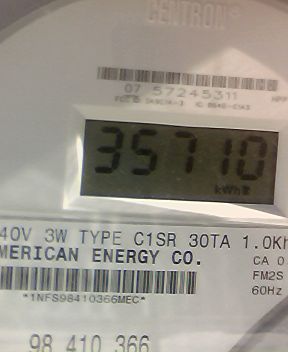 CENTRON®
07 57245311
35710
kWh
40V 3W TYPE C1SR 30TA 1.0Kh
MERICAN ENERGY CO.
CA 0
FM2S
*1NFS98410366MEC*
60Hz
98 410 366